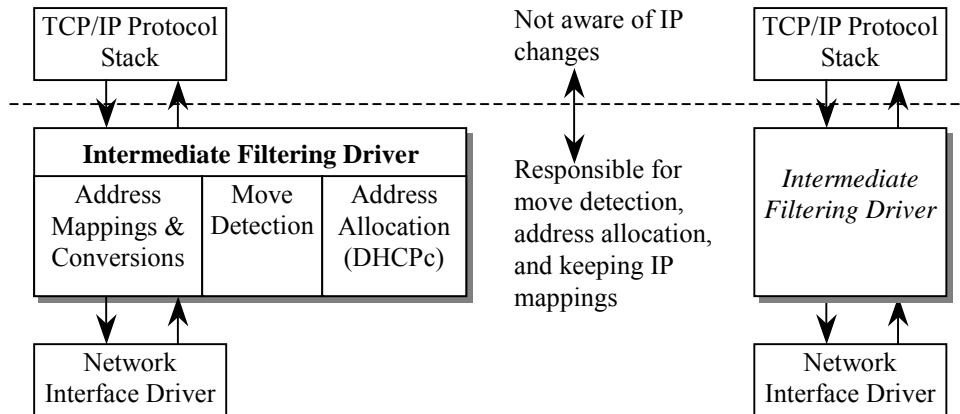 TCP/IP Protocol
Stack
Not aware of IP
changes
TCP/IP Protocol
Stack
Intermediate Filtering Driver
Address
Mappings &
Conversions
Move
Detection
Address
Allocation
(DHCPc)
Responsible for
move detection,
address allocation,
and keeping IP
mappings
Intermediate
Filtering Driver
Network
Interface Driver
Network
Interface Driver